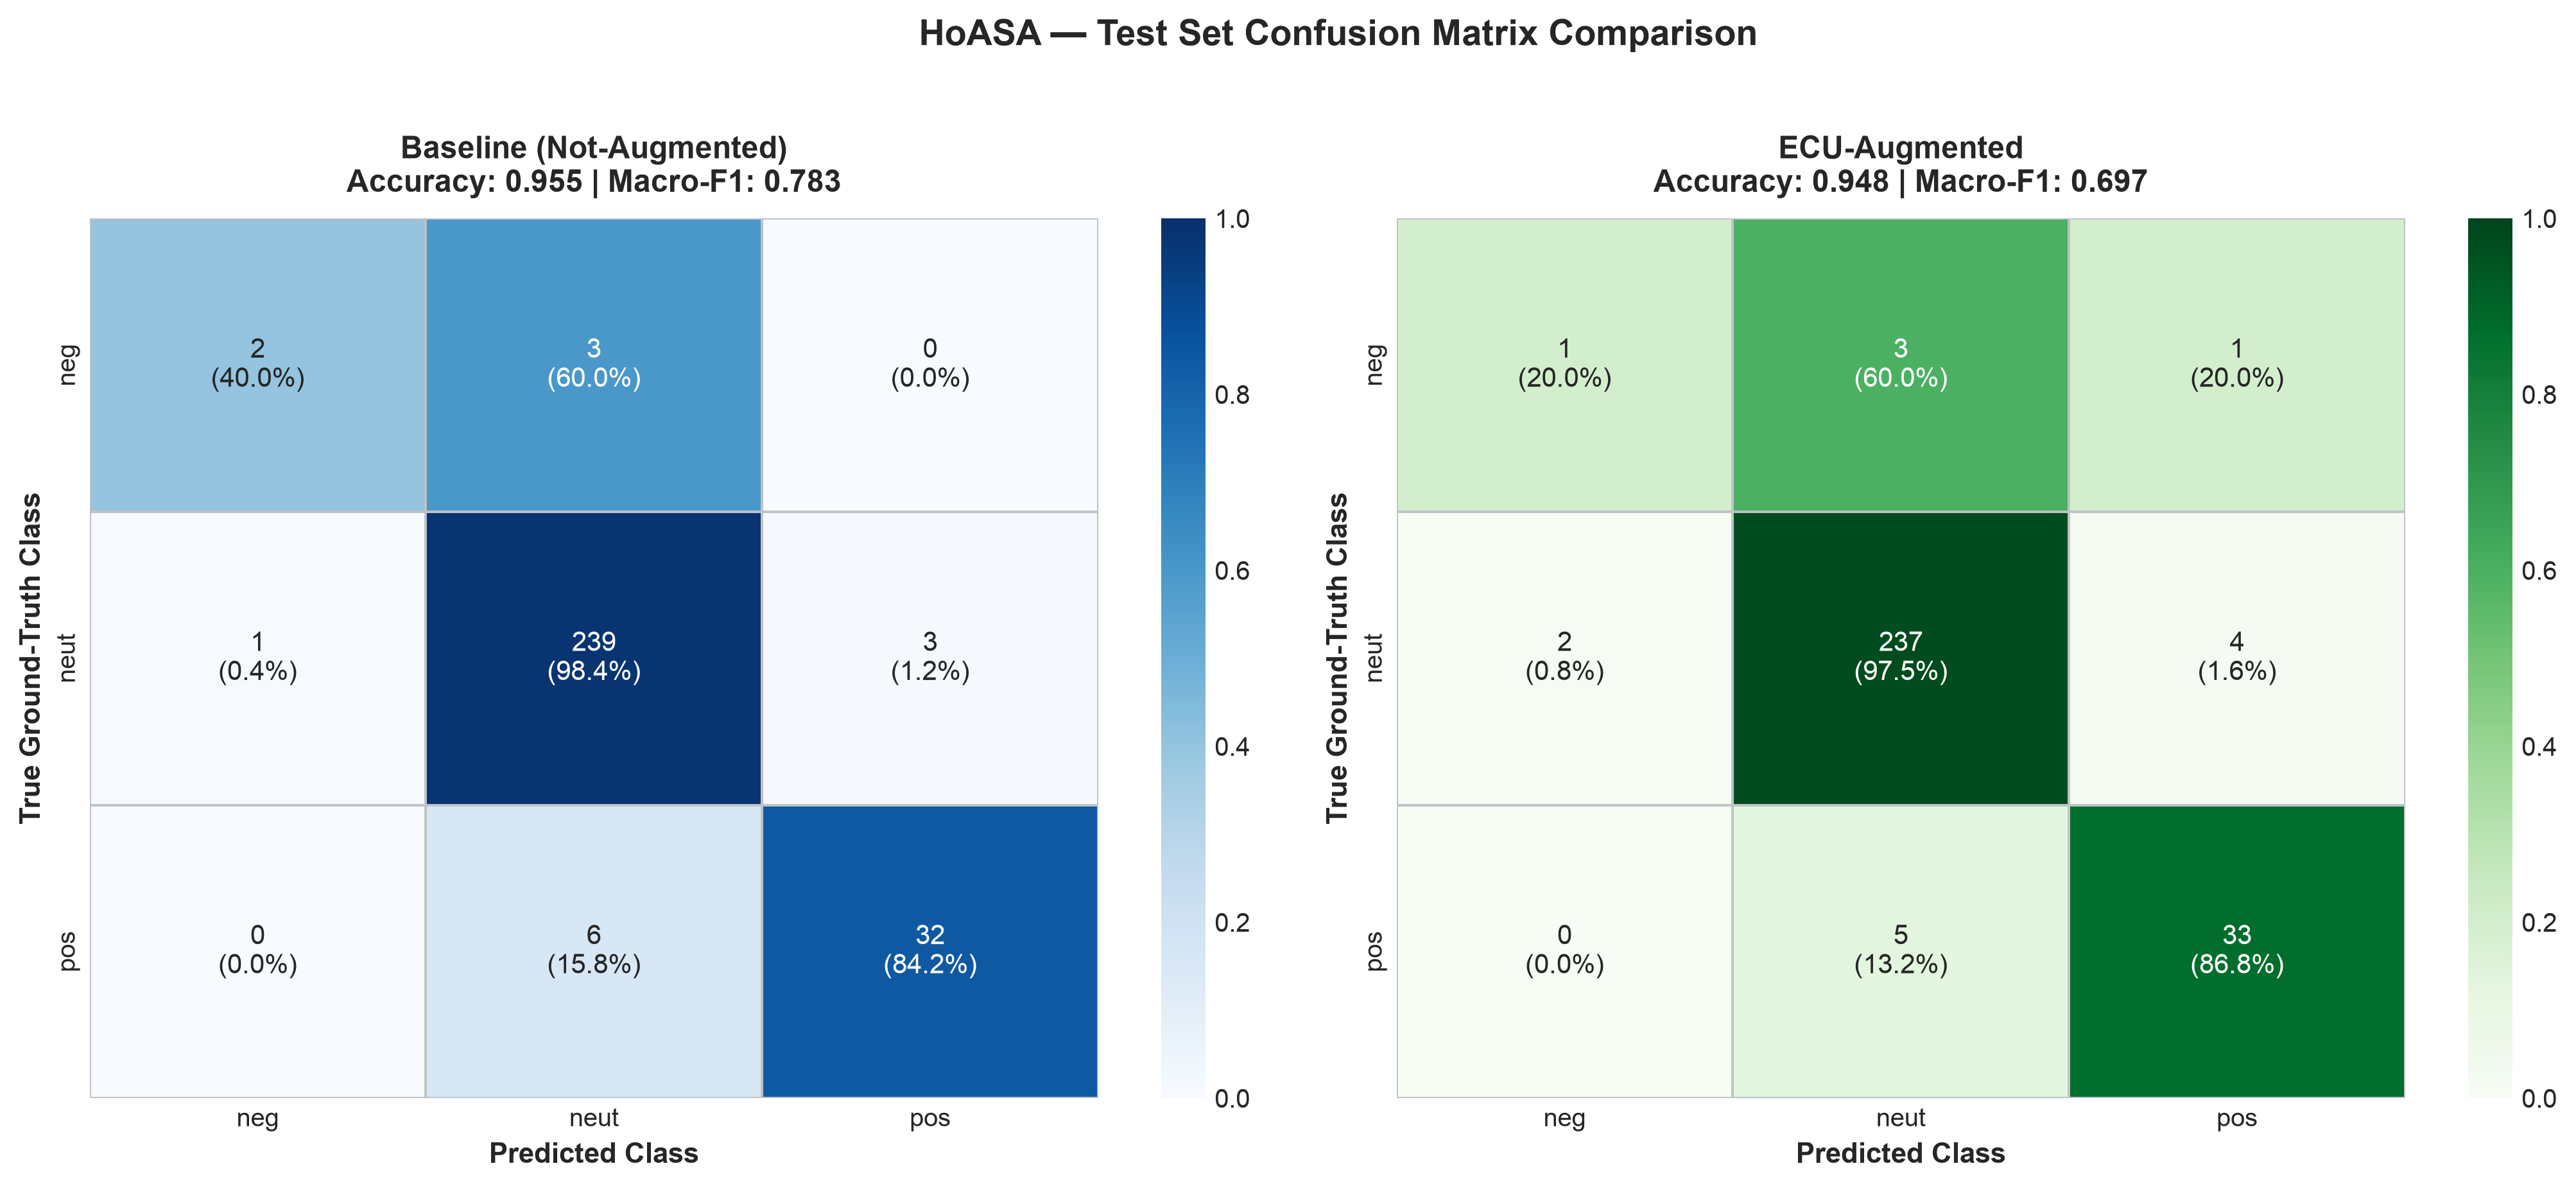 HoASA — Test Set Confusion Matrix Comparison
Baseline (Not-Augmented)
Accuracy: 0.955 | Macro-F1: 0.783
True Ground-Truth Class
neg
neut
pos
2
(40.0%)
3
(60.0%)
0
(0.0%)
1
(0.4%)
239
(98.4%)
3
(1.2%)
0
(0.0%)
6
(15.8%)
32
(84.2%)
neg
neut
pos
Predicted Class
1.0
0.8
0.6
0.4
0.2
0.0
ECU-Augmented
Accuracy: 0.948 | Macro-F1: 0.697
True Ground-Truth Class
neg
neut
pos
1
(20.0%)
3
(60.0%)
1
(20.0%)
2
(0.8%)
237
(97.5%)
4
(1.6%)
0
(0.0%)
5
(13.2%)
33
(86.8%)
neg
neut
pos
Predicted Class
1.0
0.8
0.6
0.4
0.2
0.0